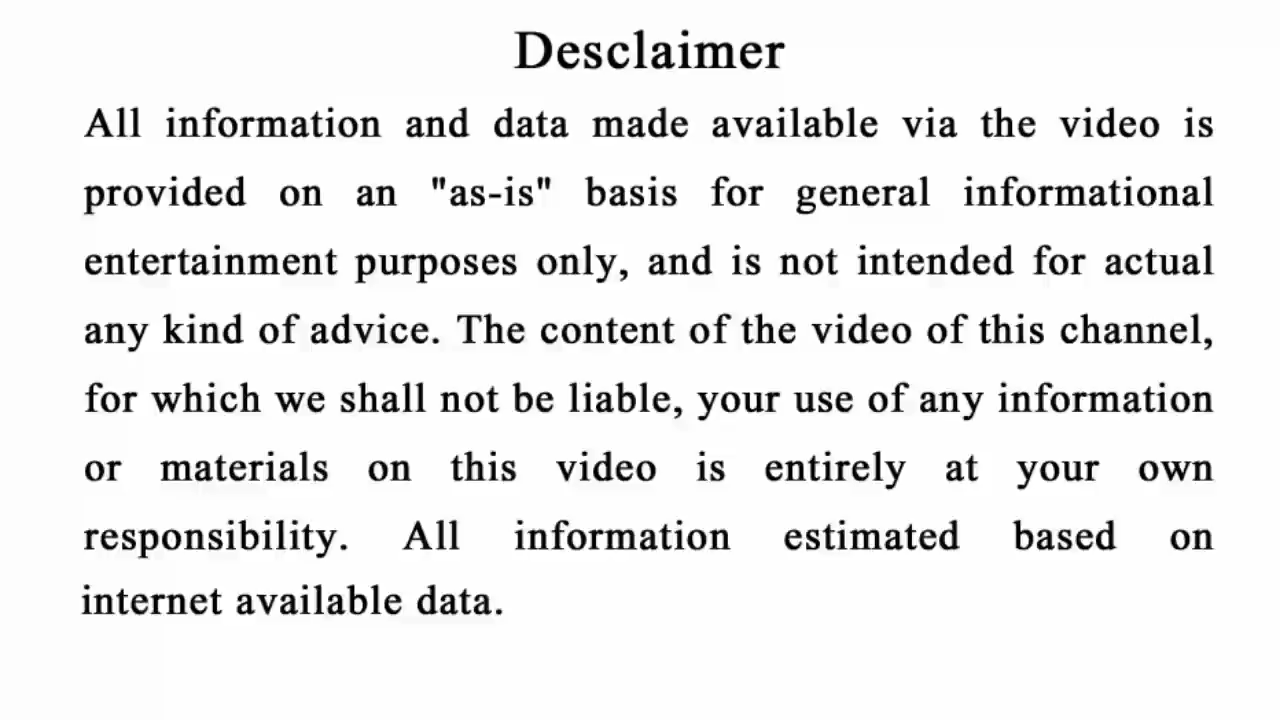 Desclaimer
All information and data made available via the video is
provided on an "as-is" basis for general informational
entertainment purposes only, and is not intended for actual
any kind of advice. The content of the video of this channel,
for which we shall not be liable, your use of any information
or materials on this video is entirely at your own
responsibility. All information estimated based on
internet available data.